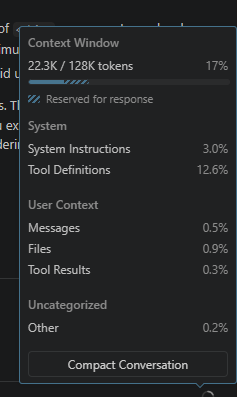 of
Context Window
22.3K / 128K tokens 17%
Reserved for response
System
System Instructions 3.0%
Tool Definitions 12.6%
User Context
Messages 0.5%
Files 0.9%
Tool Results 0.3%
Uncategorized
Other 0.2%
Compact Conversation